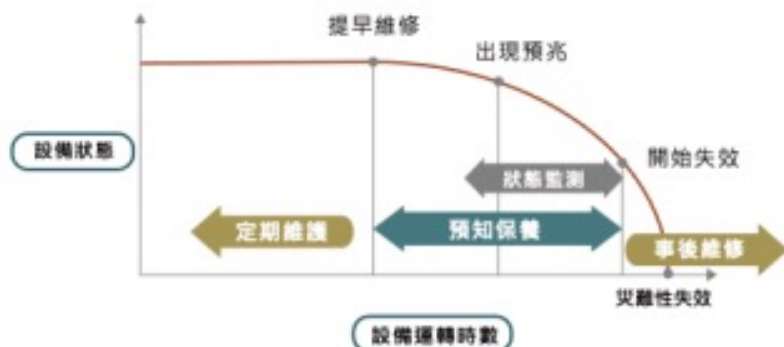 提早維修
出現預兆
設備狀態
開始失效
狀態監測
定期維護
預知保養
事後維修
災難性失效
設備運轉時數